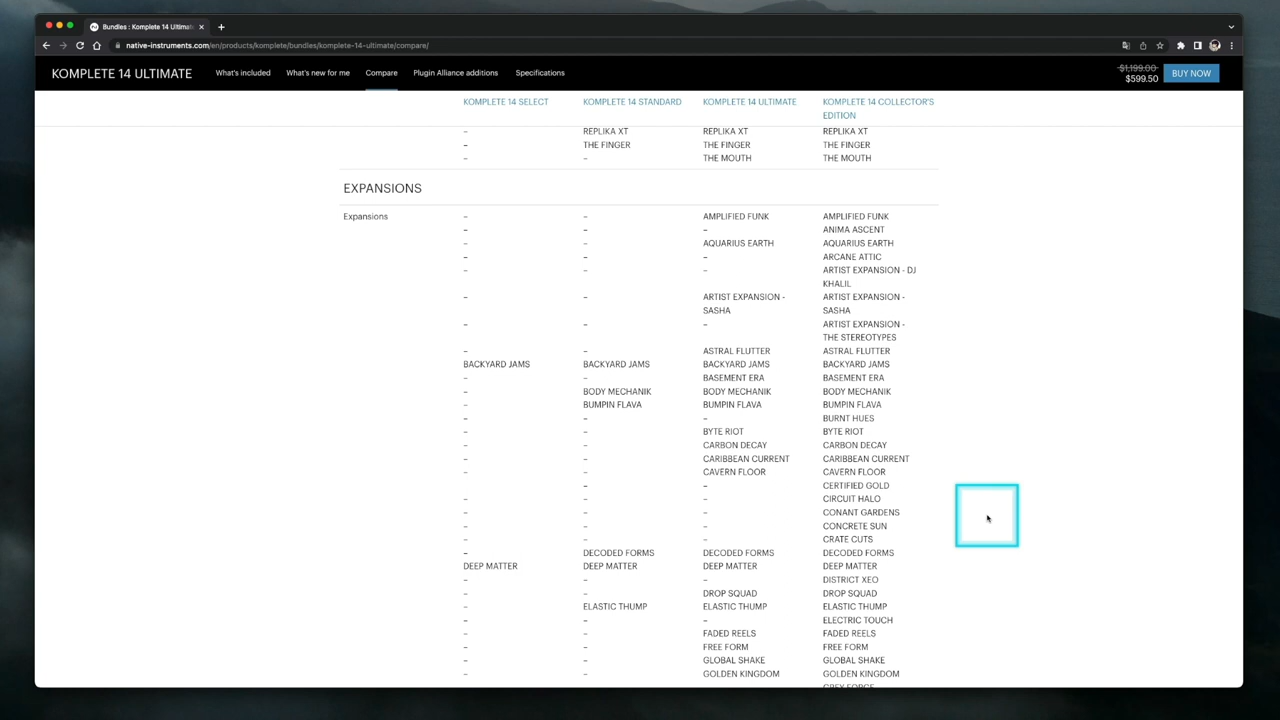 Bundles : Komplete 14 Ultimat
native-instruments.com/en/products/komplete/bundles/komplete-14-ultimate/compare/
KOMPLETE 14 ULTIMATE What's included What's new for me Compare Plugin Alliance additions Specifications $1,199.00
$599.50 BUY NOW
KOMPLETE 14 SELECT KOMPLETE 14 STANDARD KOMPLETE 14 ULTIMATE KOMPLETE 14 COLLECTOR'S
EDITION
– REPLIKA XT REPLIKA XT REPLIKA XT
– THE FINGER THE FINGER THE FINGER
– – THE MOUTH THE MOUTH
EXPANSIONS
Expansions – – AMPLIFIED FUNK AMPLIFIED FUNK
– – – ANIMA ASCENT
– – AQUARIUS EARTH AQUARIUS EARTH
– – – ARCANE ATTIC
– – – ARTIST EXPANSION - DJ
KHALIL
– – ARTIST EXPANSION - ARTIST EXPANSION -
SASHA SASHA
– – – ARTIST EXPANSION -
THE STEREOTYPES
– – ASTRAL FLUTTER ASTRAL FLUTTER
BACKYARD JAMS BACKYARD JAMS BACKYARD JAMS BACKYARD JAMS
– – BASEMENT ERA BASEMENT ERA
– BODY MECHANIK BODY MECHANIK BODY MECHANIK
– BUMPIN FLAVA BUMPIN FLAVA BUMPIN FLAVA
– – – BURNT HUES
– – BYTE RIOT BYTE RIOT
– – CARBON DECAY CARBON DECAY
– – CARIBBEAN CURRENT CARIBBEAN CURRENT
– – CAVERN FLOOR CAVERN FLOOR
– – CERTIFIED GOLD
– – – CIRCUIT HALO
– – – CONANT GARDENS
– – – CONCRETE SUN
– – – CRATE CUTS
– DECODED FORMS DECODED FORMS DECODED FORMS
DEEP MATTER DEEP MATTER DEEP MATTER DEEP MATTER
– – – DISTRICT XEO
– – DROP SQUAD DROP SQUAD
– ELASTIC THUMP ELASTIC THUMP ELASTIC THUMP
– – – ELECTRIC TOUCH
– – FADED REELS FADED REELS
– – FREE FORM FREE FORM
– – GLOBAL SHAKE GLOBAL SHAKE
– – GOLDEN KINGDOM GOLDEN KINGDOM
GREY FORCE